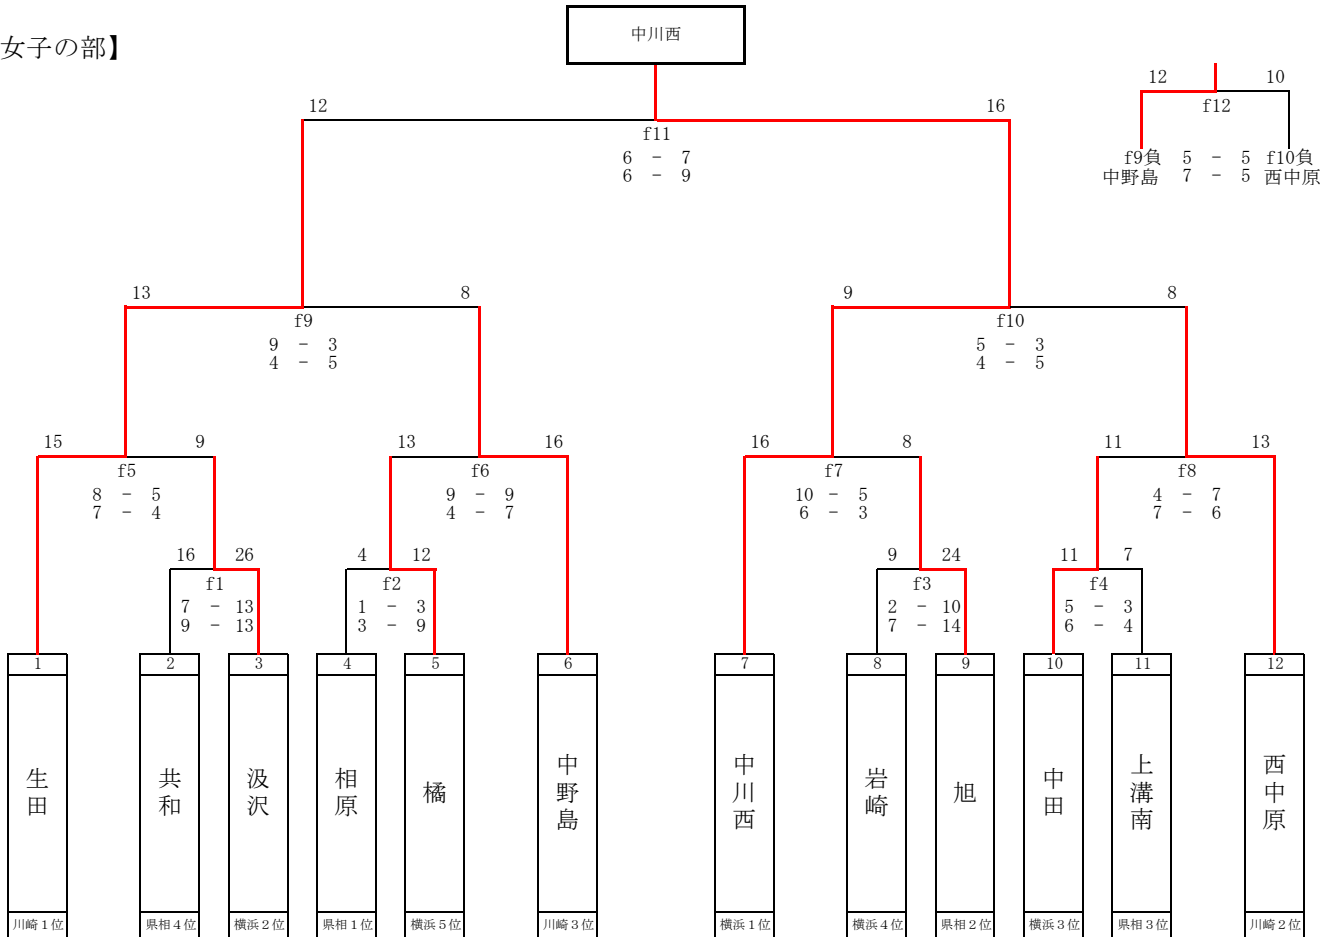 中川西
女子の部】
12 16
f11
6 － 7
6 － 9
12 10
f12
f9負 5 － 5 f10負
中野島 7 － 5 西中原
13 8
f9
9 － 3
4 － 5
9 8
f10
5 － 3
4 － 5
15 9
f5
8 － 5
7 － 4
13 16
f6
9 － 9
4 － 7
16 8
f7
10 － 5
6 － 3
11 13
f8
4 － 7
7 － 6
16 26
f1
7 － 13
9 － 13
4 12
f2
1 － 3
3 － 9
9 24
f3
2 － 10
7 － 14
11 7
f4
5 － 3
6 － 4
1 2 3 4 5 6 7 8 9 10 11 12
生田
共和
汲沢
相原
橘
中野島
中川西
岩崎
旭
中田
上溝南
西中原
川崎１位 県相４位 横浜２位 県相１位 横浜５位 川崎３位 横浜１位 横浜４位 県相２位 横浜３位 県相３位 川崎２位